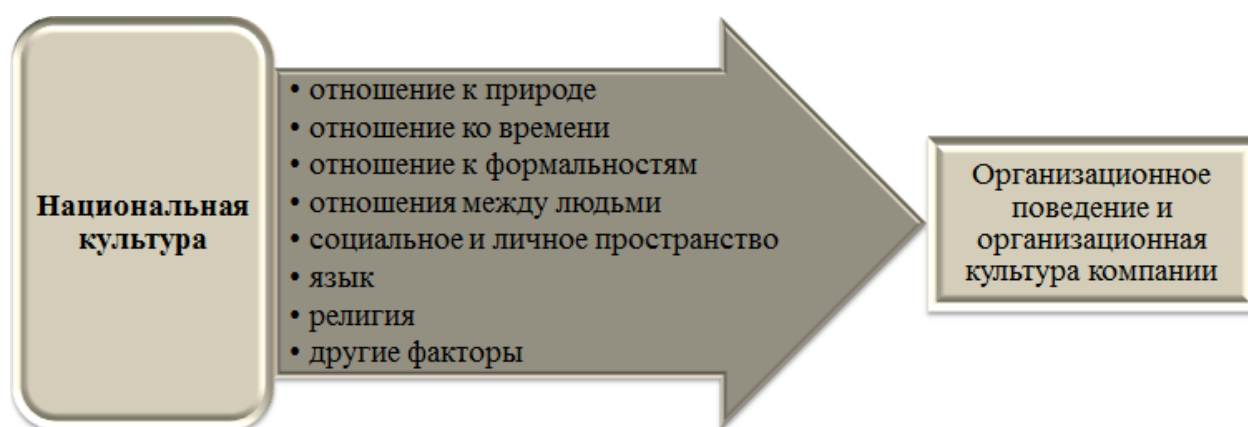 Национальная
культура
• отношение к природе
• отношение ко времени
• отношение к формальностям
• отношения между людьми
• социальное и личное пространство
• язык
• религия
• другие факторы
Организационное
поведение и
организационная
культура компании